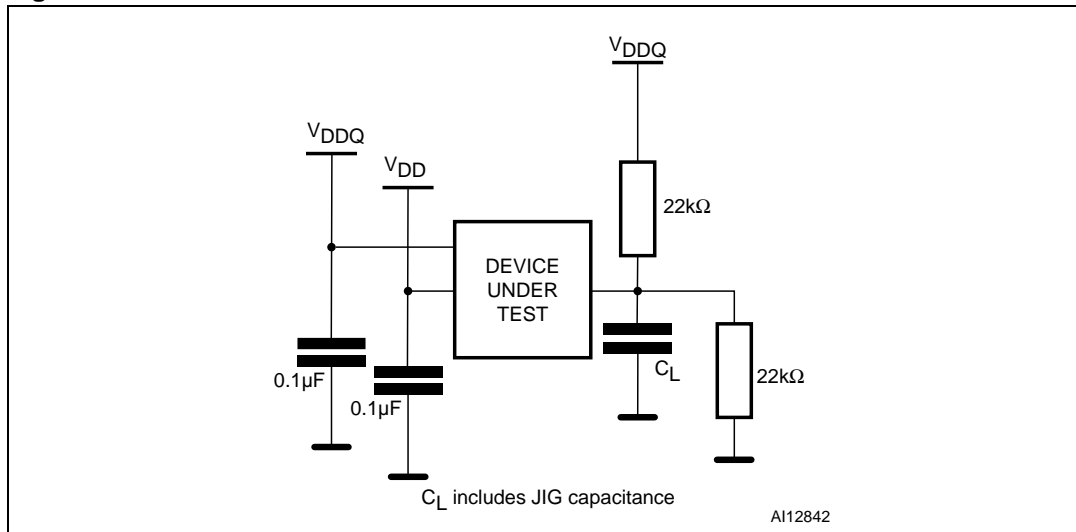 VDDQ
VDDQ
VDD
22kΩ
DEVICE
UNDER
TEST
CL
0.1µF
22kΩ
0.1µF
CL includes JIG capacitance
AI12842